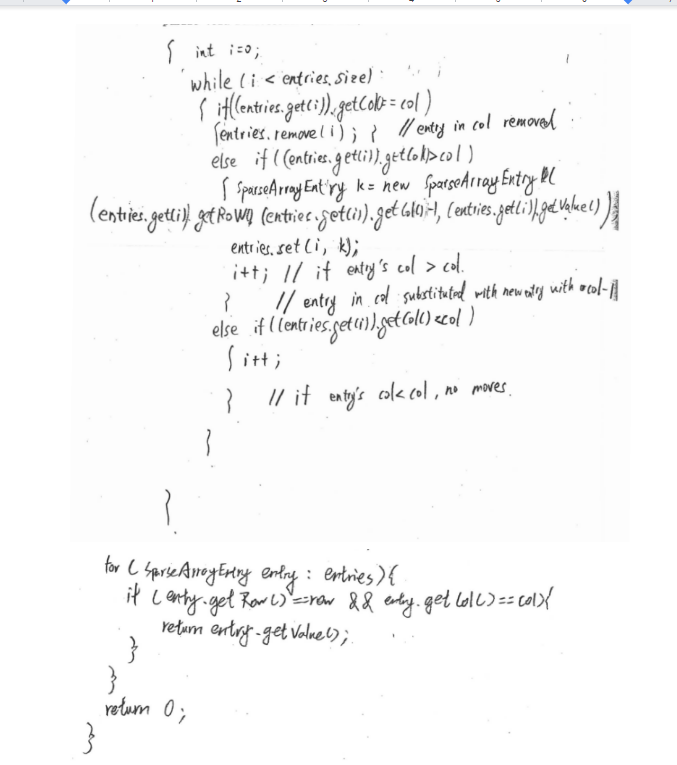 { int i=0;
while (i < entries.size)
{ if((entries.get(i)).getCol()==col)
{entries.remove(i); } // entry in col removed
else if ((entries.get(i)).getCol()>col)
{ SparseArrayEntry k = new SparseArrayEntry
(entries.get(i)).getRow(), (entries.get(i)).getCol()-1, (entries.get(i)).getValue())
entries.set(i, k);
i++; // if entry's col > col.
} // entry in col substituted with new entry with col-1
else if ((entries.get(i)).getCol()<col)
{ i++;
} // if entry's col<col, no moves.
}
}
for (SparseArrayEntry entry : entries){
if (entry.getRow()==row && entry.getCol()==col){
return entry.getValue();
}
}
return 0;
}